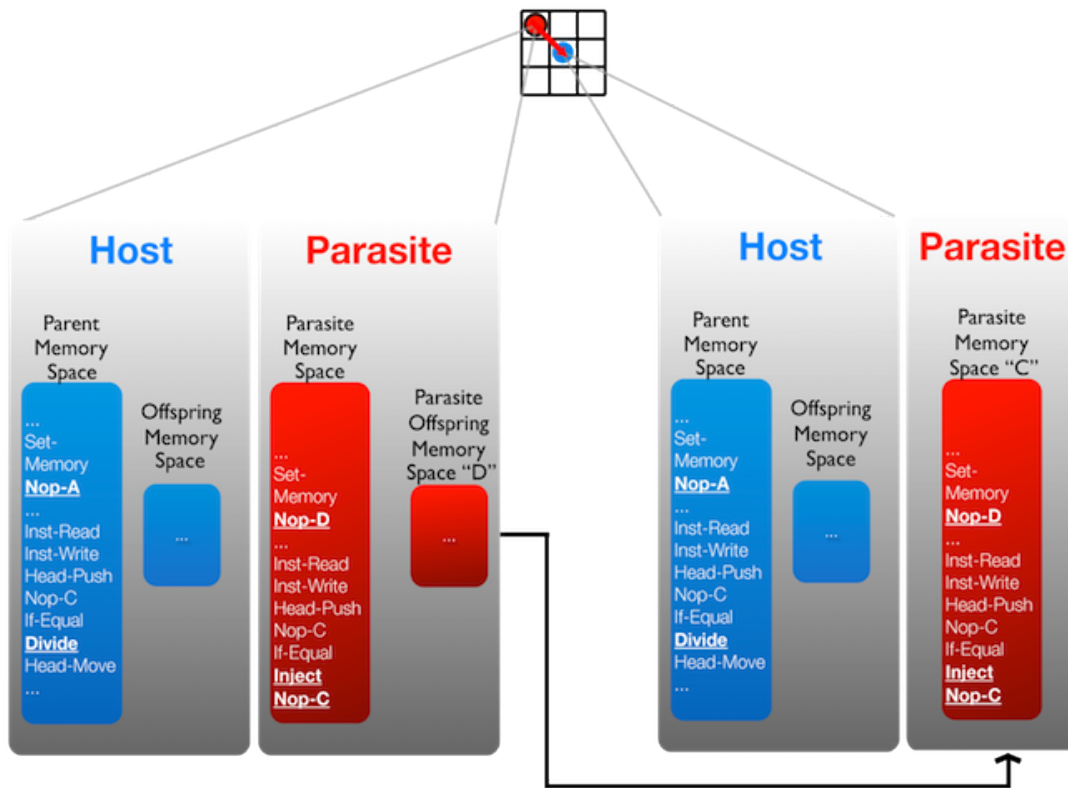 Host
Parent
Memory
Space
...
Set-
Memory
Nop-A
...
Inst-Read
Inst-Write
Head-Push
Nop-C
If-Equal
Divide
Head-Move
...
Offspring
Memory
Space
...
Parasite
Parasite
Memory
Space
...
Set-
Memory
Nop-D
...
Inst-Read
Inst-Write
Head-Push
Nop-C
If-Equal
Inject
Nop-C
Parasite
Offspring
Memory
Space “D”
...
Host
Parent
Memory
Space
...
Set-
Memory
Nop-A
...
Inst-Read
Inst-Write
Head-Push
Nop-C
If-Equal
Divide
Head-Move
...
Offspring
Memory
Space
...
Parasite
Parasite
Memory
Space “C”
...
Set-
Memory
Nop-D
...
Inst-Read
Inst-Write
Head-Push
Nop-C
If-Equal
Inject
Nop-C